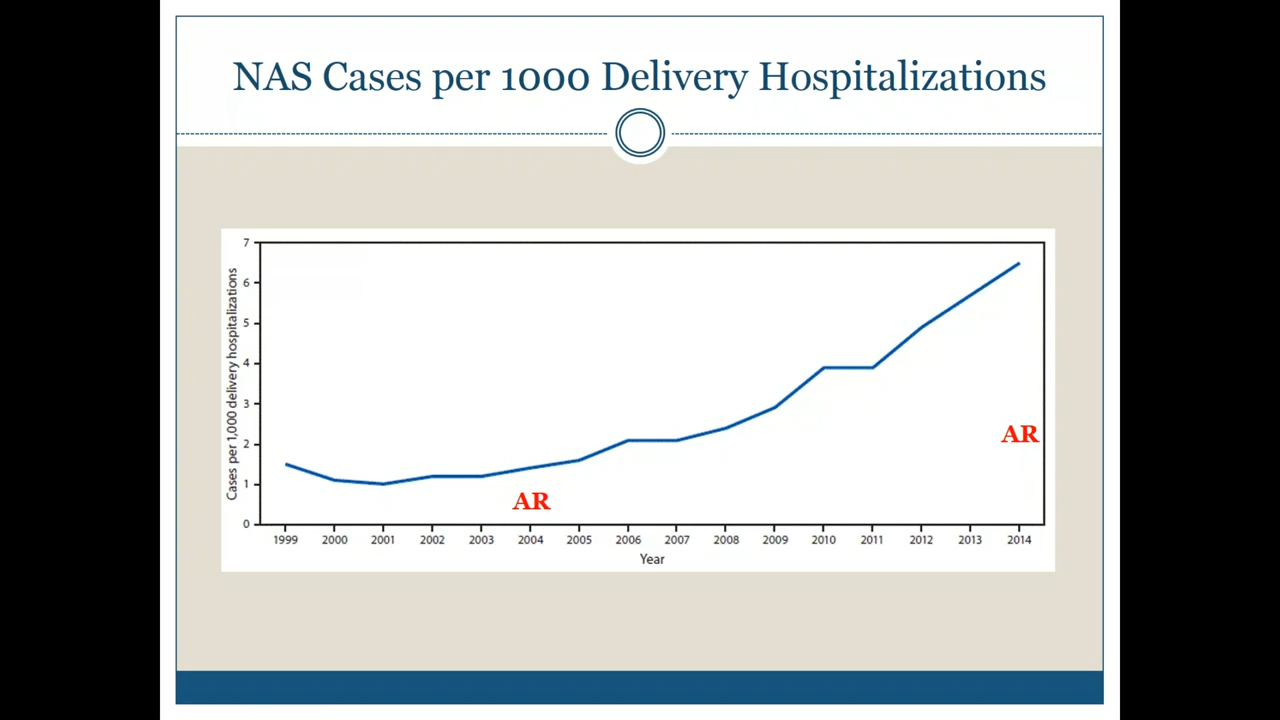 NAS Cases per 1000 Delivery Hospitalizations
Cases per 1,000 delivery hospitalizations
7
6
5
4
3
2
1
0
AR
AR
1999 2000 2001 2002 2003 2004 2005 2006 2007 2008 2009 2010 2011 2012 2013 2014
Year